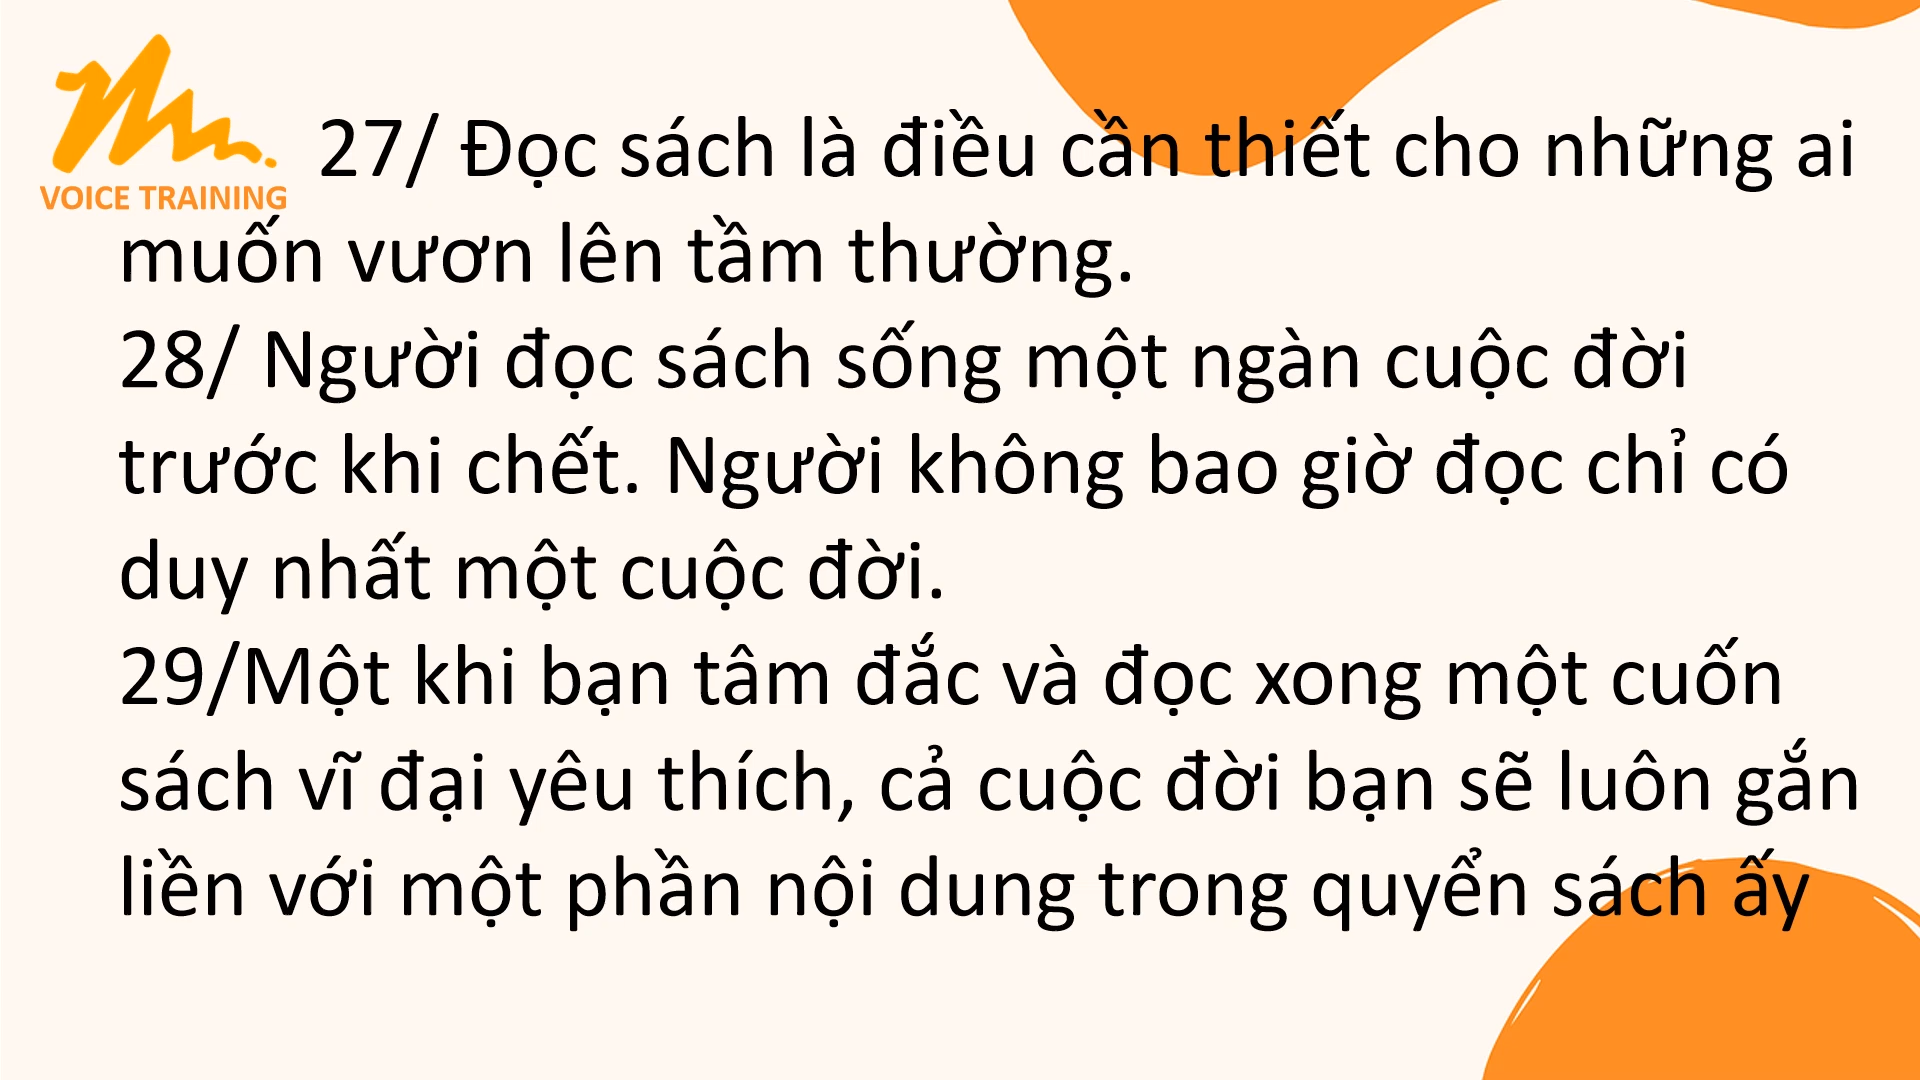 VOICE TRAINING
27/ Đọc sách là điều cần thiết cho những ai
muốn vươn lên tầm thường.
28/ Người đọc sách sống một ngàn cuộc đời
trước khi chết. Người không bao giờ đọc chỉ có
duy nhất một cuộc đời.
29/Một khi bạn tâm đắc và đọc xong một cuốn
sách vĩ đại yêu thích, cả cuộc đời bạn sẽ luôn gắn
liền với một phần nội dung trong quyển sách ấy